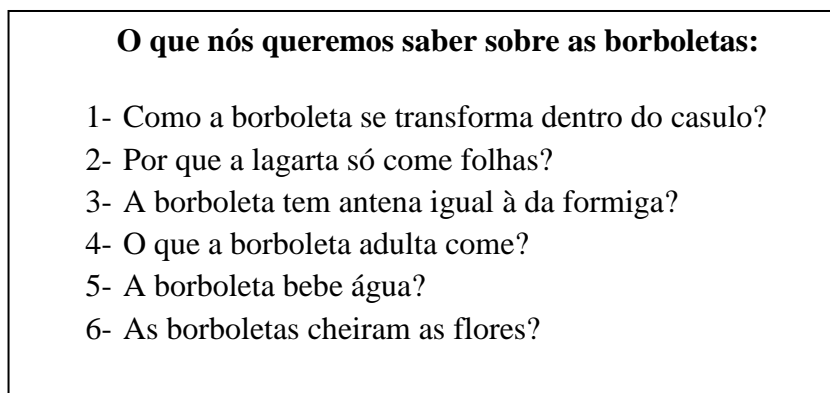 O que nós queremos saber sobre as borboletas:
1- Como a borboleta se transforma dentro do casulo?
2- Por que a lagarta só come folhas?
3- A borboleta tem antena igual à da formiga?
4- O que a borboleta adulta come?
5- A borboleta bebe água?
6- As borboletas cheiram as flores?